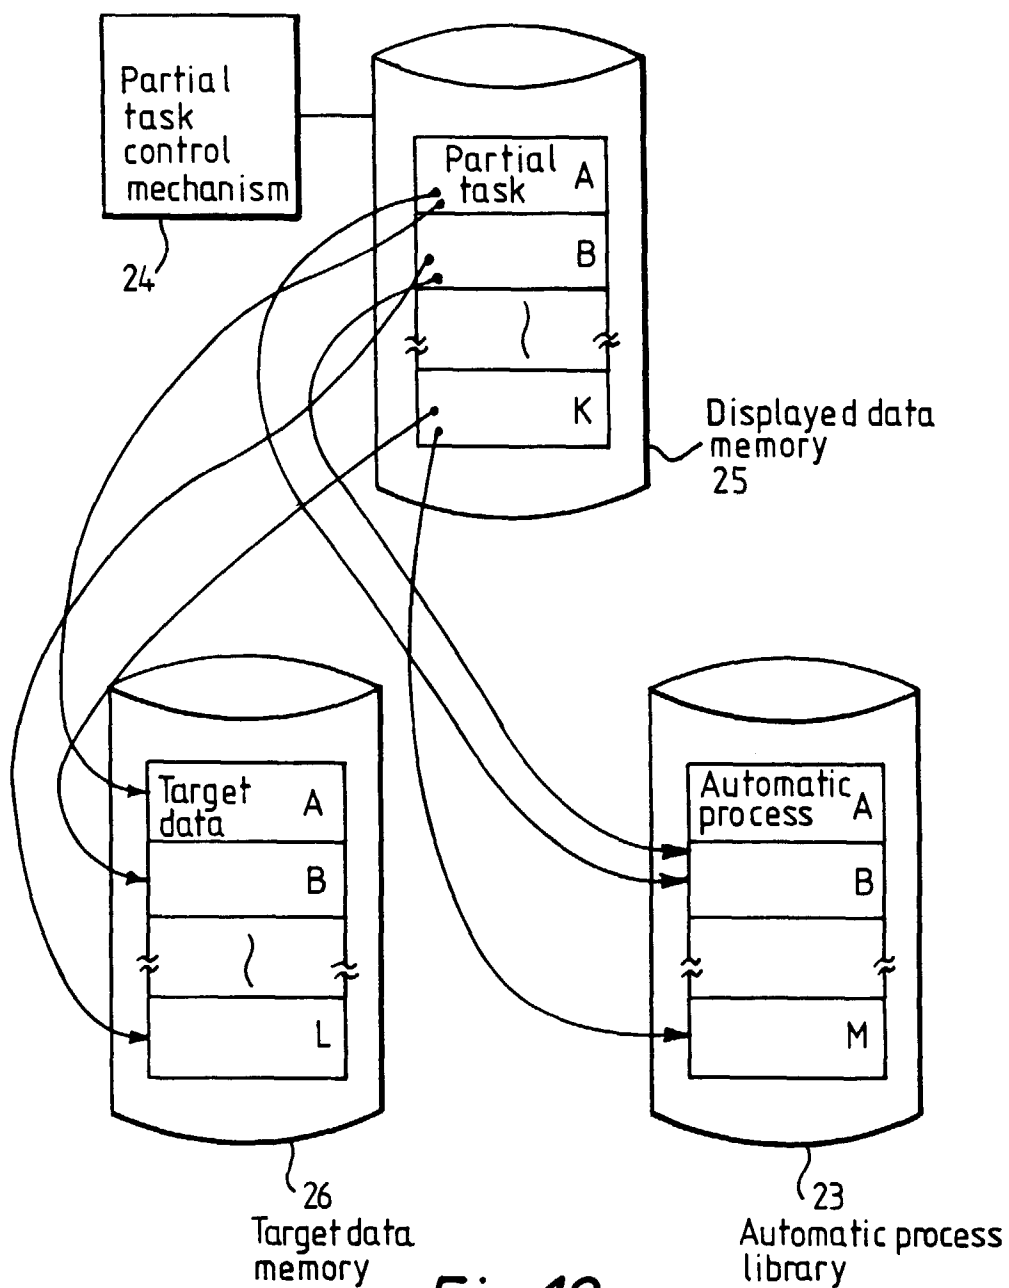 Partial
task
control
mechanism
24
Partial
task
A
B
K
Displayed data
memory
25
Target
data
A
B
L
26
Target data
memory
Automatic
process
A
B
M
23
Automatic process
library